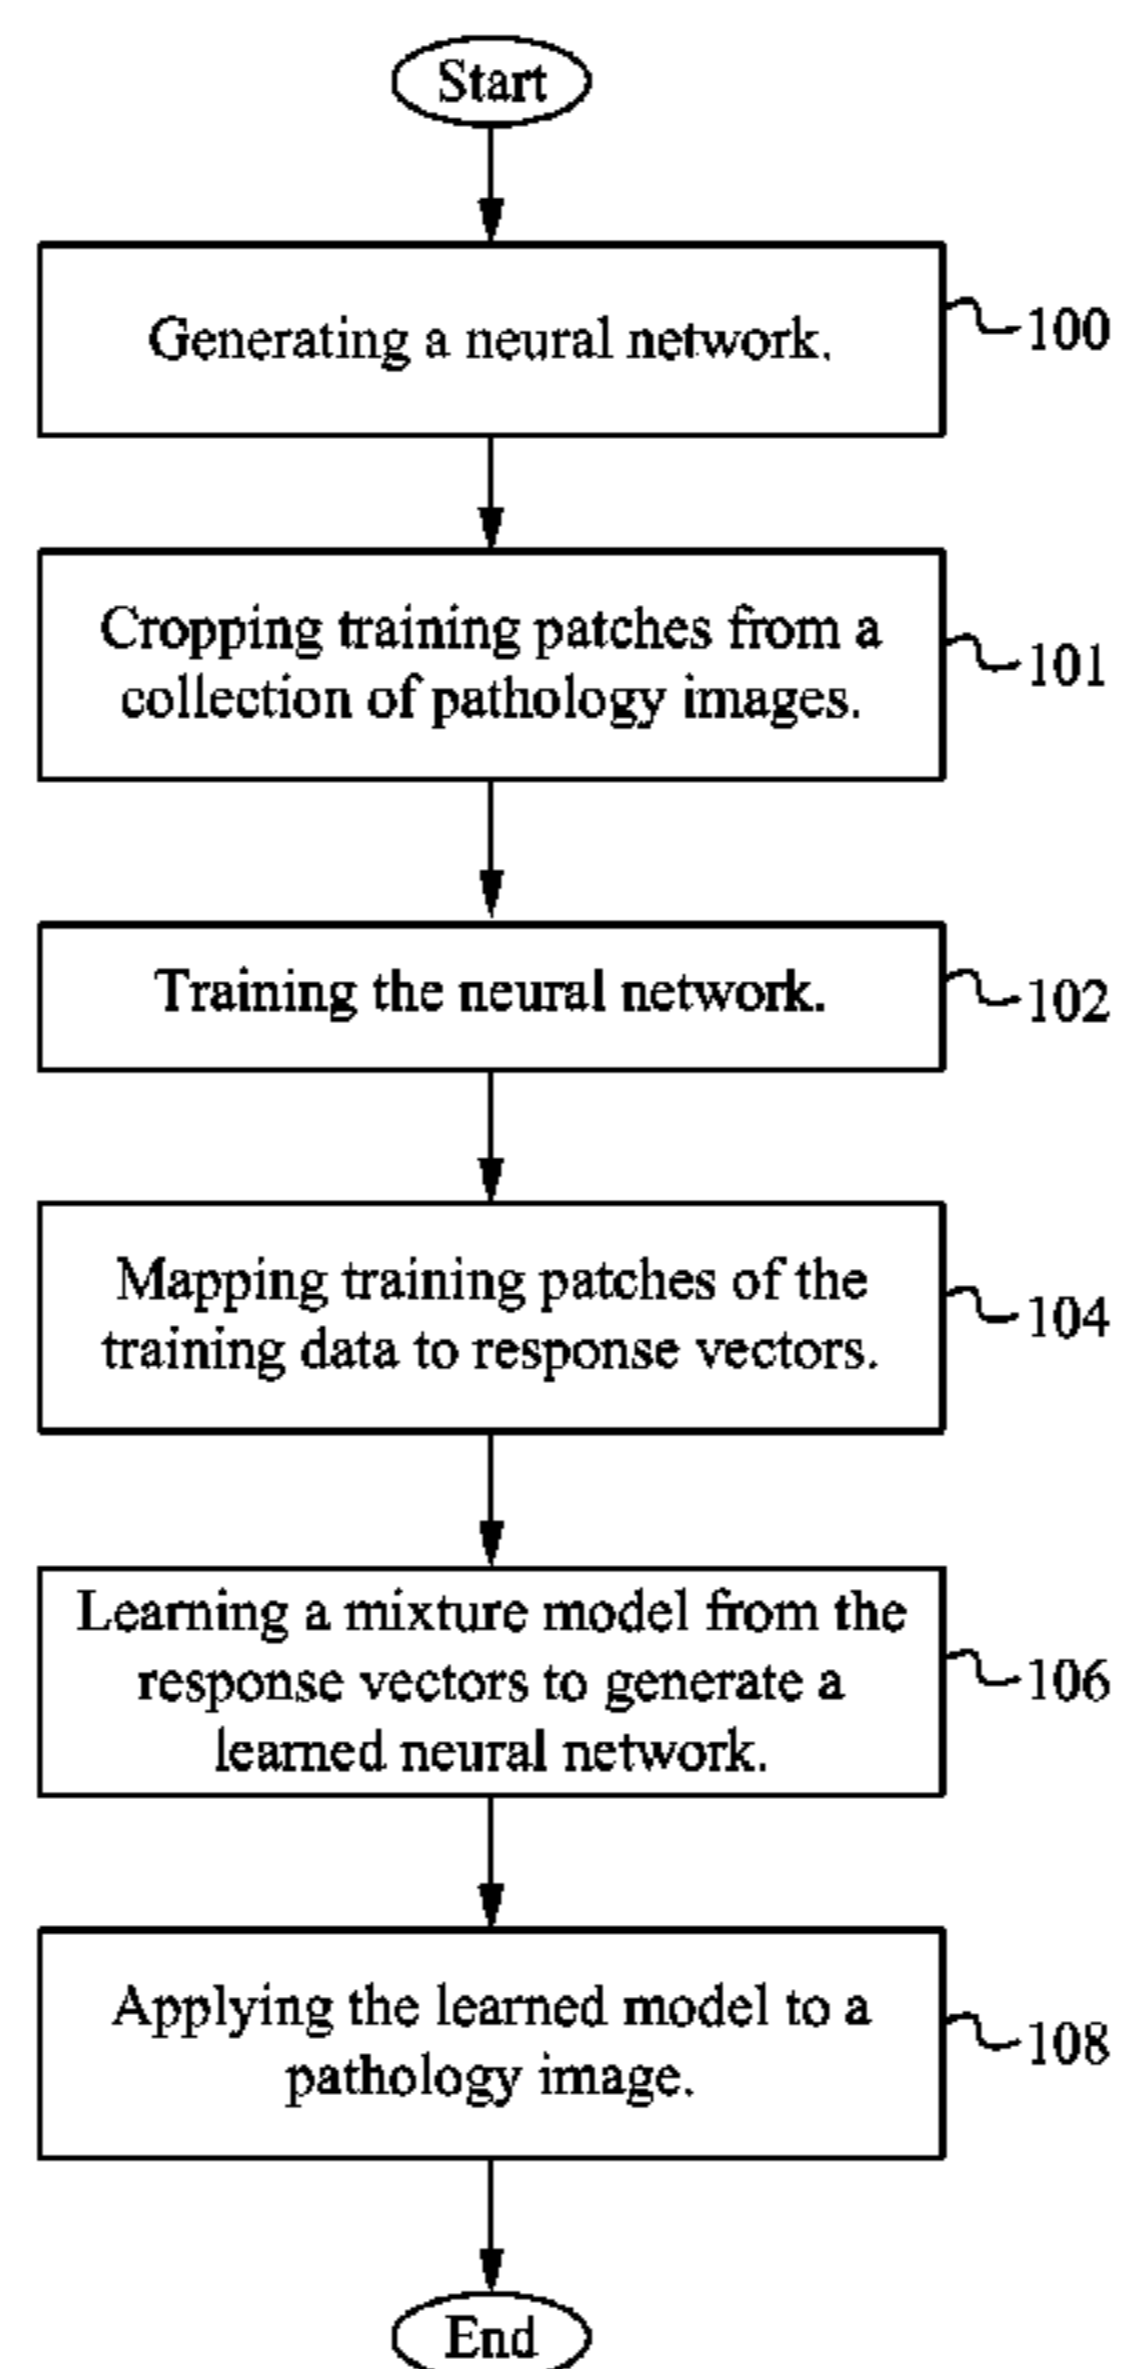 Start
Generating a neural network.
100
Cropping training patches from a
collection of pathology images.
101
Training the neural network.
102
Mapping training patches of the
training data to response vectors.
104
Learning a mixture model from the
response vectors to generate a
learned neural network.
106
Applying the learned model to a
pathology image.
108
End